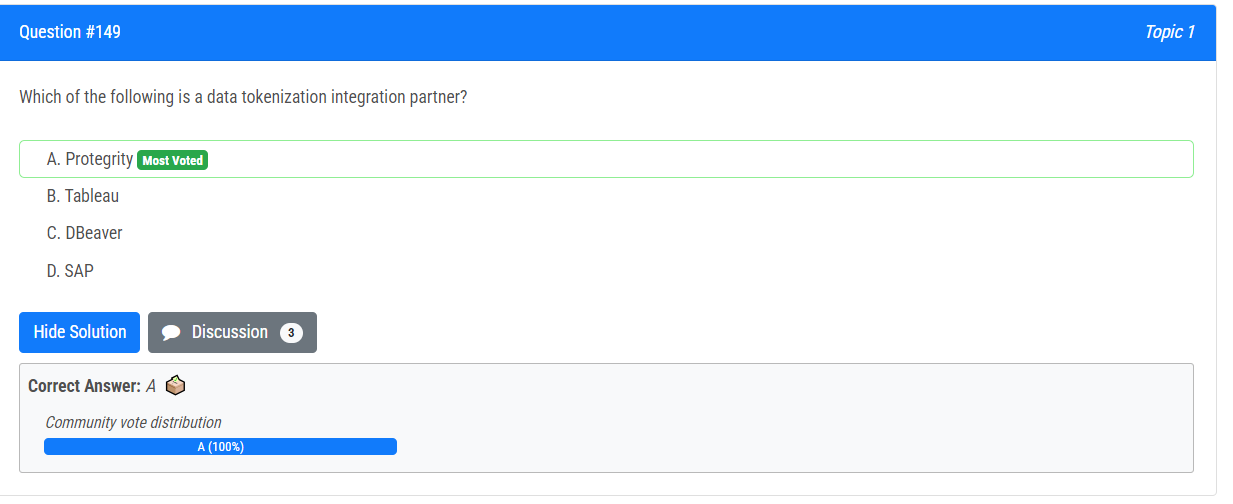 Question #149
Topic 1
Which of the following is a data tokenization integration partner?
A. Protegrity Most Voted
B. Tableau
C. DBeaver
D. SAP
Hide Solution
Discussion 3
Correct Answer: A
Community vote distribution
A (100%)